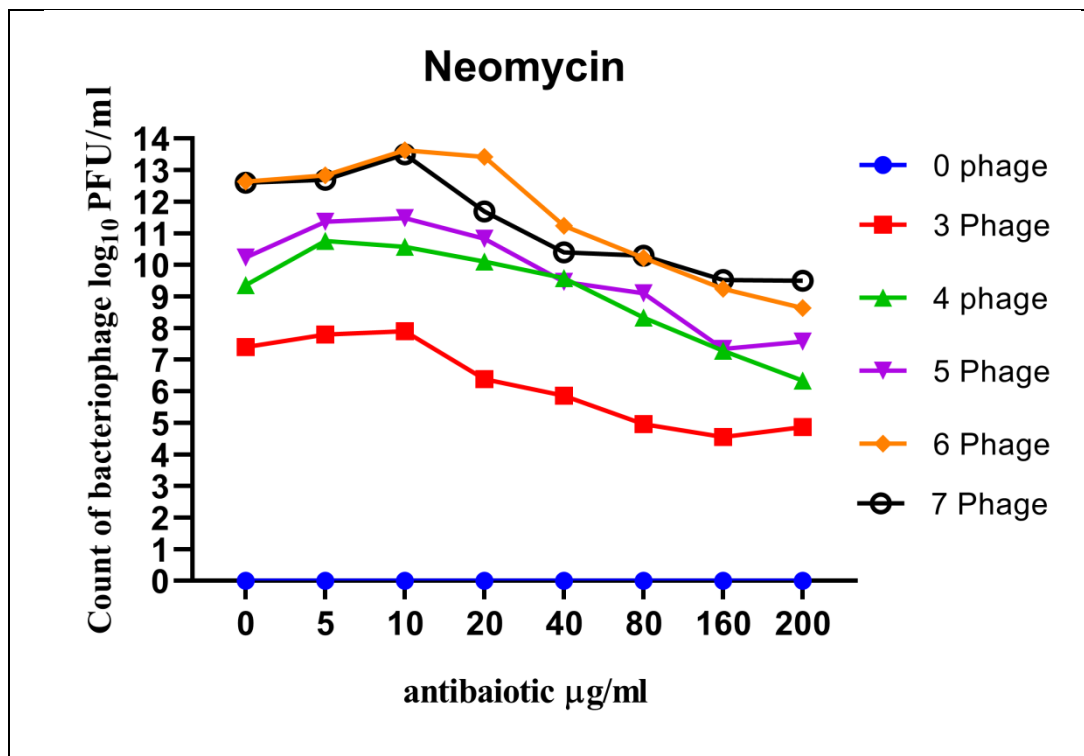 Neomycin
Count of bacteriophage log10 PFU/ml
14
13
12
11
10
9
8
7
6
5
4
3
2
1
0
0 5 10 20 40 80 160 200
antibaiotic μg/ml
0 phage
3 Phage
4 phage
5 Phage
6 Phage
7 Phage